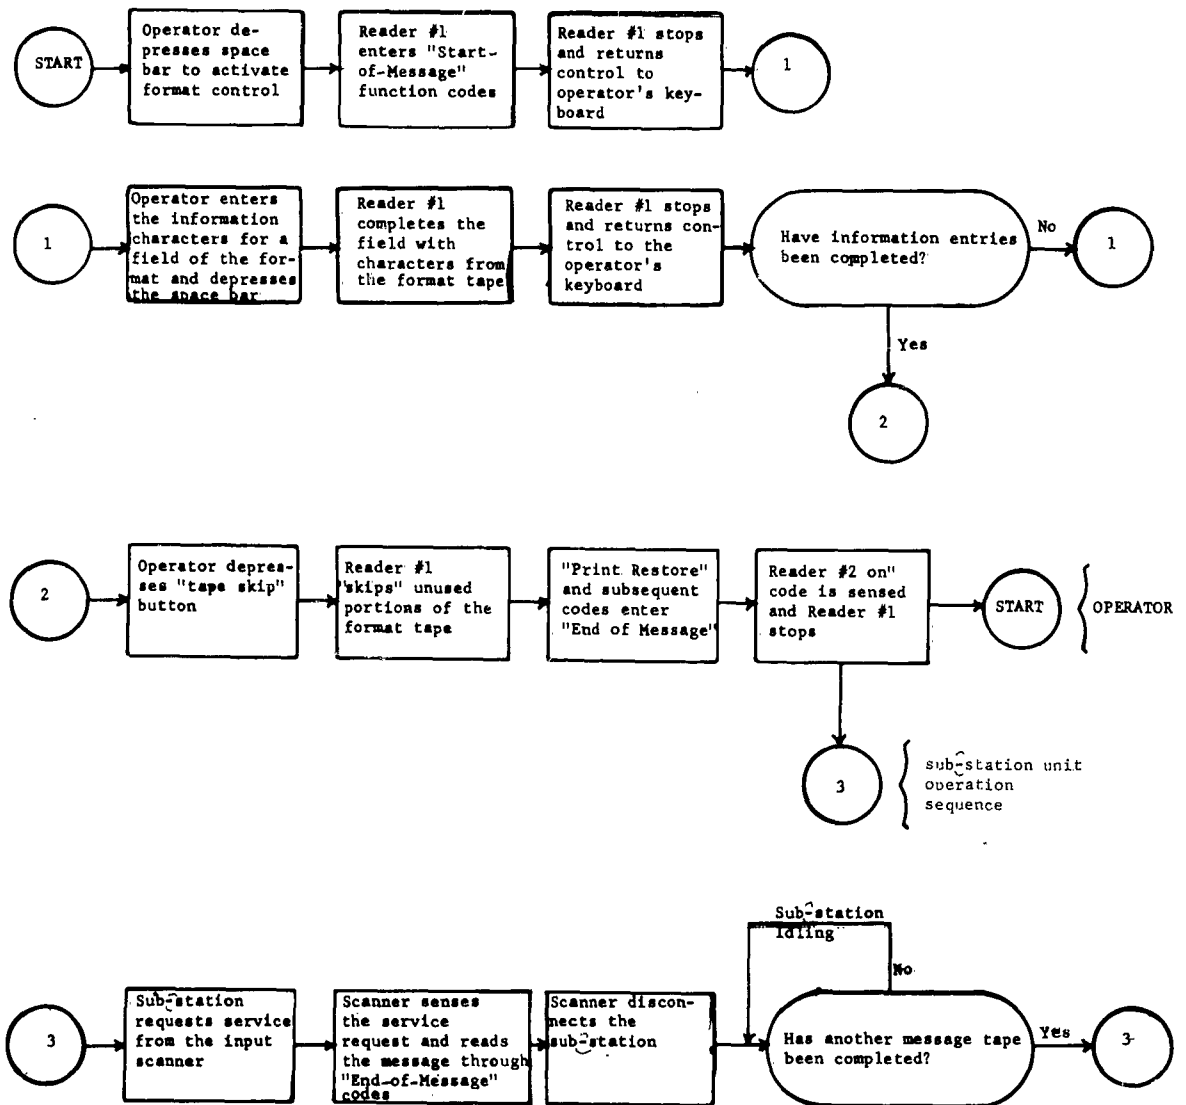 START
Operator de-
presses space
bar to activate
format control
Reader #1
enters "Start-
of-Message"
function codes
Reader #1 stops
and returns
control to
operator's key-
board
1
1
Operator enters
the information
characters for a
field of the for-
mat and depresses
the space bar
Reader #1
completes the
field with
characters from
the format tape
Reader #1 stops
and returns con-
trol to the
operator's
keyboard
Have information entries
been completed?
No
1
Yes
2
2
Operator depres-
ses "tape skip"
button
Reader #1
"skips" unused
portions of the
format tape
"Print Restore"
and subsequent
codes enter
"End of Message"
Reader #2 on"
code is sensed
and Reader #1
stops
START
OPERATOR
3
sub-station unit
operation
sequence
3
Sub-station
requests service
from the input
scanner
Scanner senses
the service
request and reads
the message through
"End-of-Message"
codes
Scanner discon-
nects the
sub-station
Sub-station
Idling
No
Has another message tape
been completed?
Yes
3